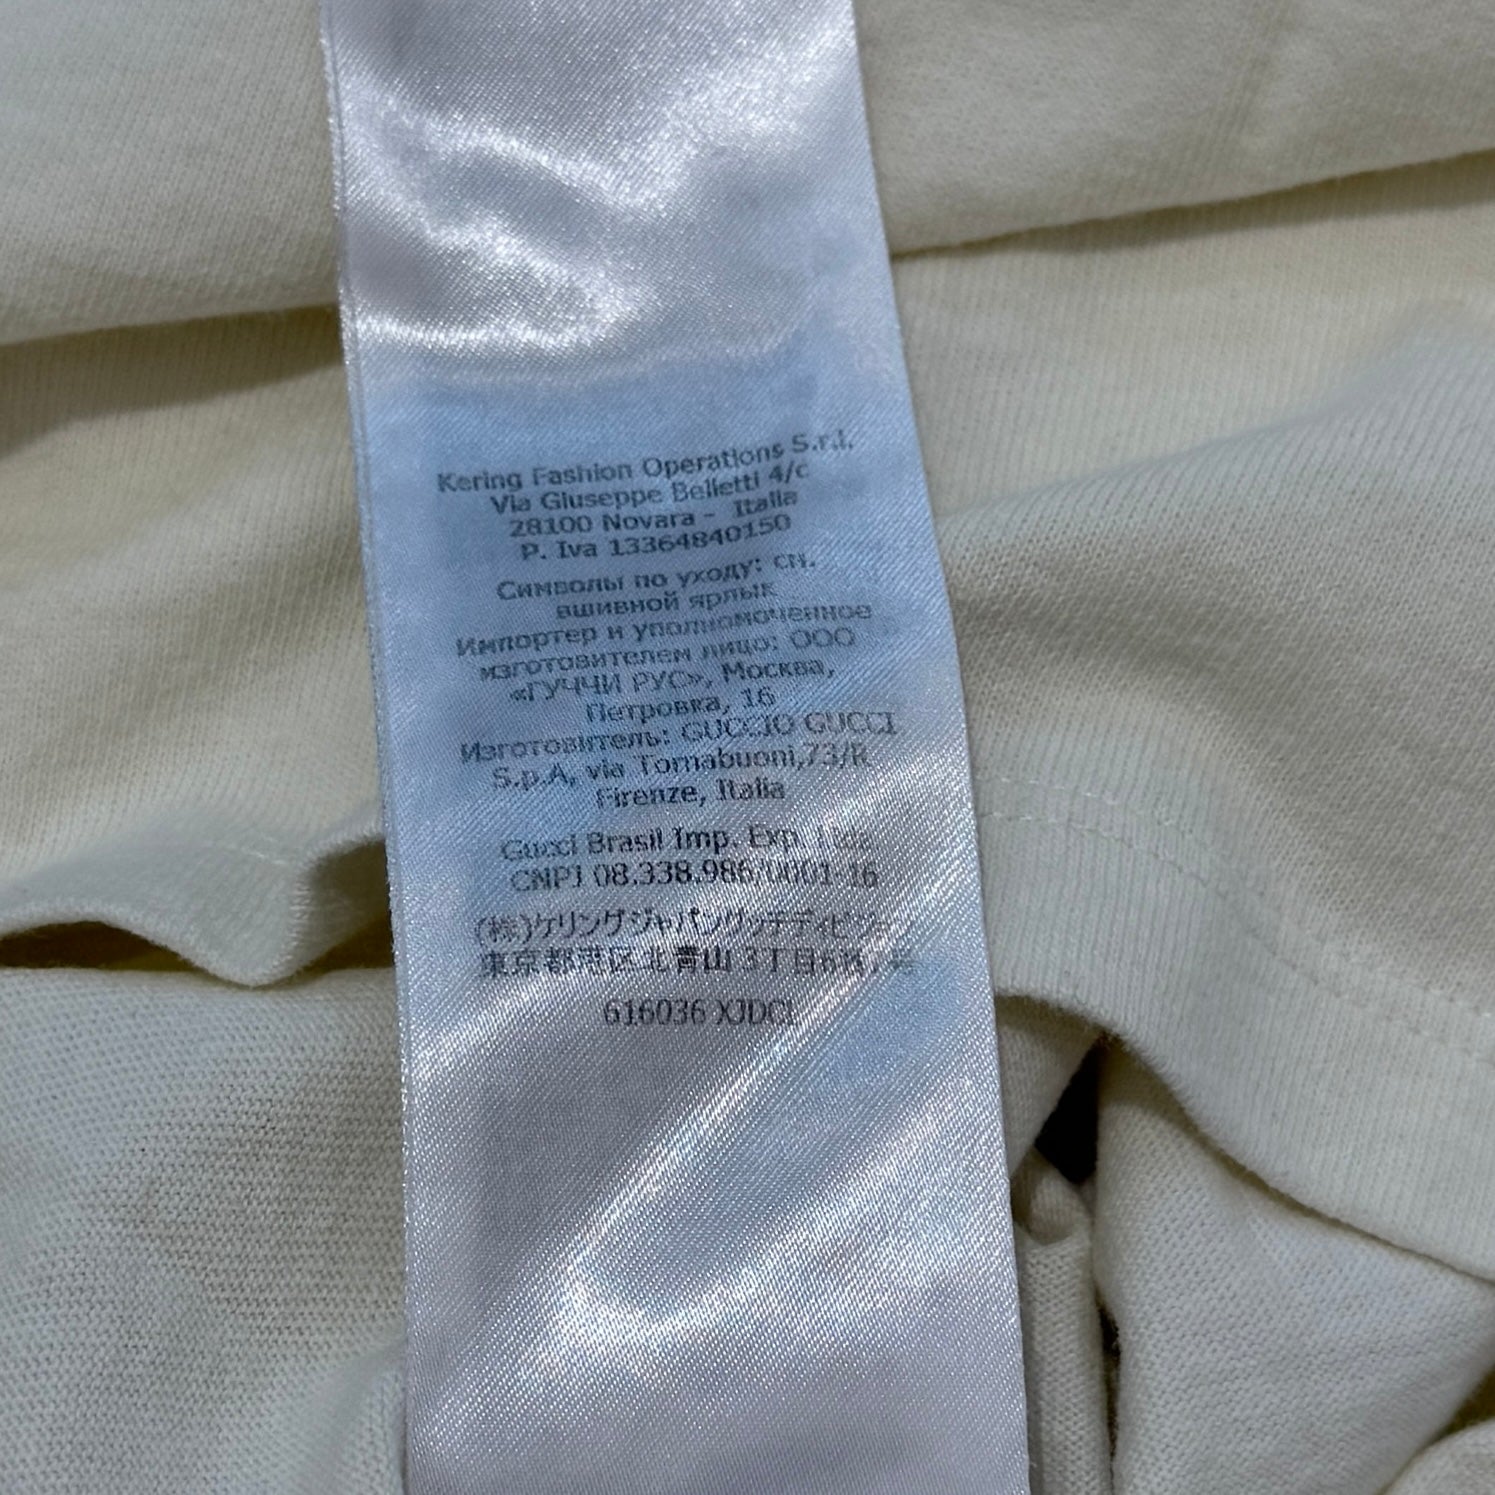 Kering Fashion Operations S.r.l.
Via Giuseppe Belletti 4/c
28100 Novara - Italia
P. Iva 13364840150
Символы по уходу: сн.
вшивной ярлык
Импортер и уполномоченное
изготовителем лицо: ООО
«ГУЧЧИ РУС», Москва,
Петровка, 16
Изготовитель: GUCCIO GUCCI
S.p.A, via Tornabuoni,73/R
Firenze, Italia
Gucci Brasil Imp. Exp. Ltda
CNPJ 08.338.986/0001-16
(株)ケリングジャパングッチディビジョン
東京都港区北青山 3丁目6番
616036 XJDCL